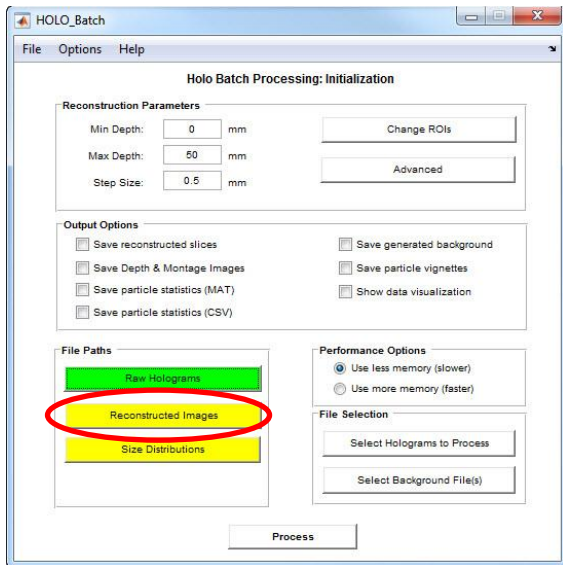 HOLO_Batch
File Options Help
Holo Batch Processing: Initialization
Reconstruction Parameters
Min Depth: 0 mm
Max Depth: 50 mm
Step Size: 0.5 mm
Change ROIs
Advanced
Output Options
Save reconstructed slices
Save Depth & Montage Images
Save particle statistics (MAT)
Save particle statistics (CSV)
Save generated background
Save particle vignettes
Show data visualization
File Paths
Raw Holograms
Reconstructed Images
Size Distributions
Performance Options
Use less memory (slower)
Use more memory (faster)
File Selection
Select Holograms to Process
Select Background File(s)
Process